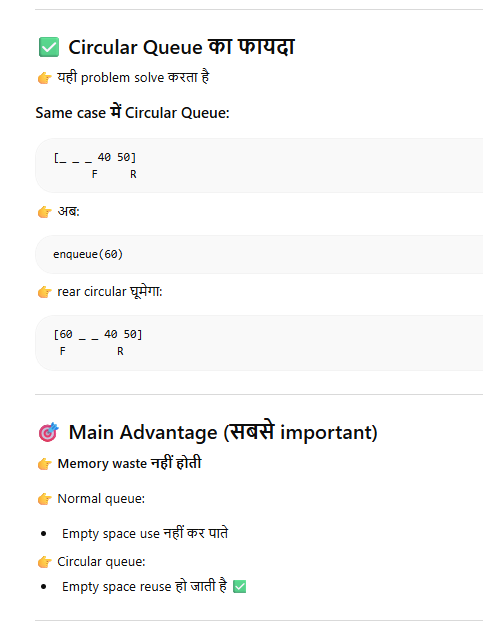 ✅ Circular Queue का फायदा
👉 यही problem solve करता है
Same case में Circular Queue:
[_ _ _ 40 50]
      F     R
👉 अब:
enqueue(60)
👉 rear circular घूमेगा:
[60 _ _ 40 50]
 F        R
🎯 Main Advantage (सबसे important)
👉 Memory waste नहीं होती
👉 Normal queue:
• Empty space use नहीं कर पाते
👉 Circular queue:
• Empty space reuse हो जाती है ✅